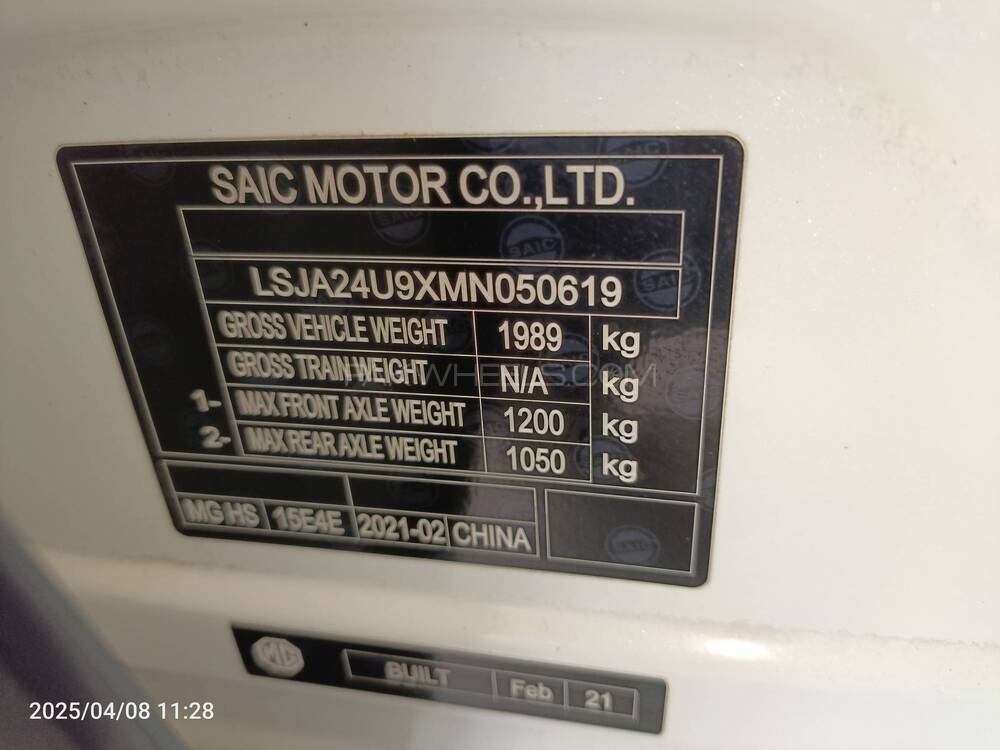 SAIC MOTOR CO.,LTD.
LSJA24U9XMN050619
GROSS VEHICLE WEIGHT 1989 kg
GROSS TRAIN WEIGHT N/A kg
1- MAX FRONT AXLE WEIGHT 1200 kg
2- MAX REAR AXLE WEIGHT 1050 kg
MG HS 15E4E 2021-02 CHINA
SAIC
MG BUILT Feb 21
2025/04/08 11:28